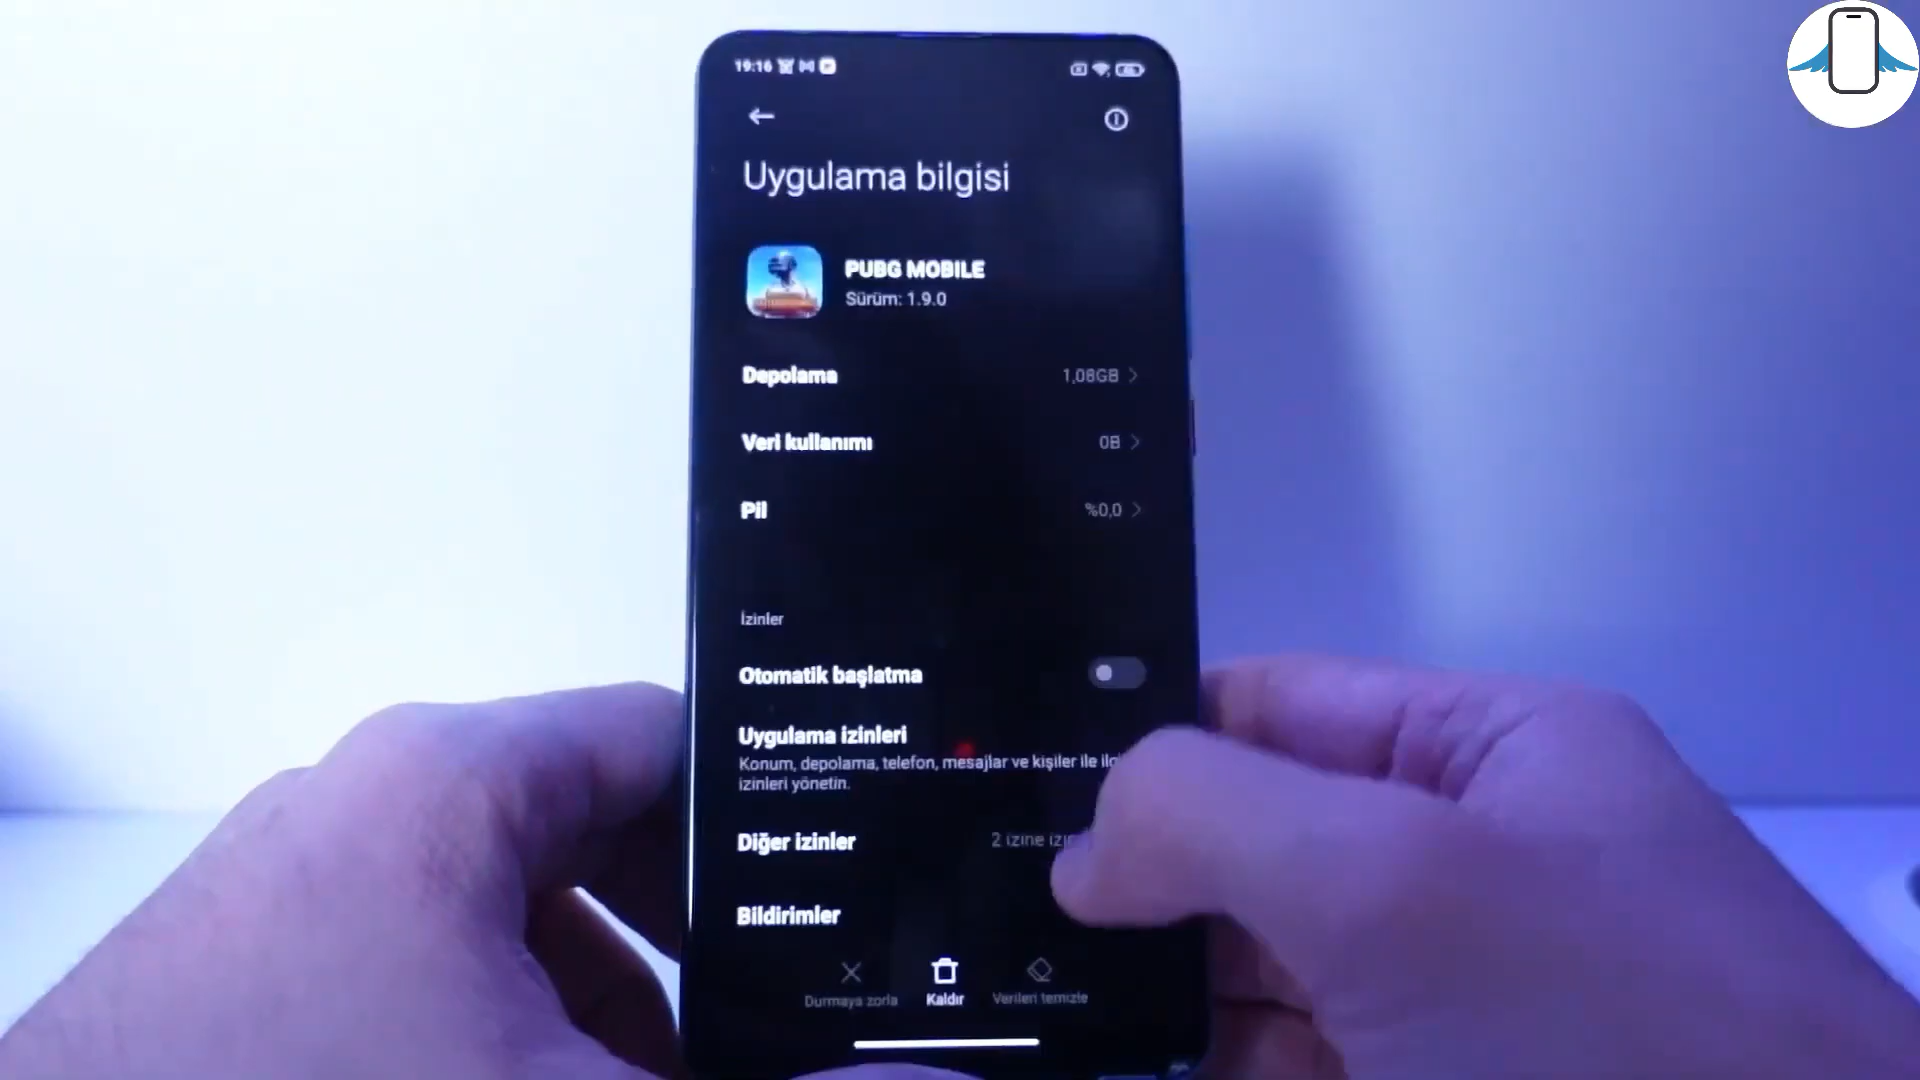 19:16
Uygulama bilgisi
PUBG MOBILE
Sürüm: 1.9.0
Depolama 1,08GB
Veri kullanımı 0B
Pil %0,0
İzinler
Otomatik başlatma
Uygulama izinleri
Konum, depolama, telefon, mesajlar ve kişiler ile
izinleri yönetin.
Diğer izinler 2 izine
Bildirimler
Durmaya zorla Kaldır Verileri temizle